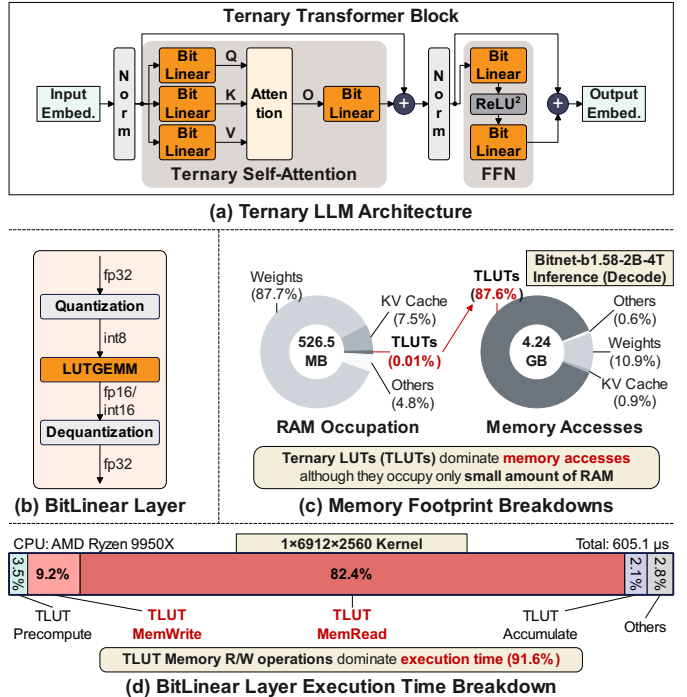 Ternary Transformer Block
Input
Embed.
Norm
Bit
Linear
Q
Bit
Linear
K
Bit
Linear
V
Atten
tion
O
Bit
Linear
+
Norm
Bit
Linear
ReLU²
Bit
Linear
+
Output
Embed.
Ternary Self-Attention
FFN
(a) Ternary LLM Architecture
fp32
Quantization
int8
LUTGEMM
fp16/
int16
Dequantization
fp32
(b) BitLinear Layer
Bitnet-b1.58-2B-4T
Inference (Decode)
Weights
(87.7%)
KV Cache
(7.5%)
TLUTs
(0.01%)
Others
(4.8%)
526.5
MB
RAM Occupation
TLUTs
(87.6%)
Others
(0.6%)
Weights
(10.9%)
KV Cache
(0.9%)
4.24
GB
Memory Accesses
Ternary LUTs (TLUTs) dominate memory accesses
although they occupy only small amount of RAM
(c) Memory Footprint Breakdowns
CPU: AMD Ryzen 9950X
1×6912×2560 Kernel
Total: 605.1 µs
3.5%
9.2%
82.4%
2.1%
2.8%
TLUT
Precompute
TLUT
MemWrite
TLUT
MemRead
TLUT
Accumulate
Others
TLUT Memory R/W operations dominate execution time (91.6%)
(d) BitLinear Layer Execution Time Breakdown